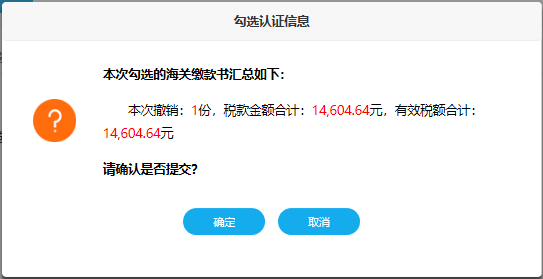 勾选认证信息
本次勾选的海关缴款书汇总如下：
本次撤销：1份，税款金额合计：14,604.64元，有效税额合计：
14,604.64元
请确认是否提交？
确定 取消